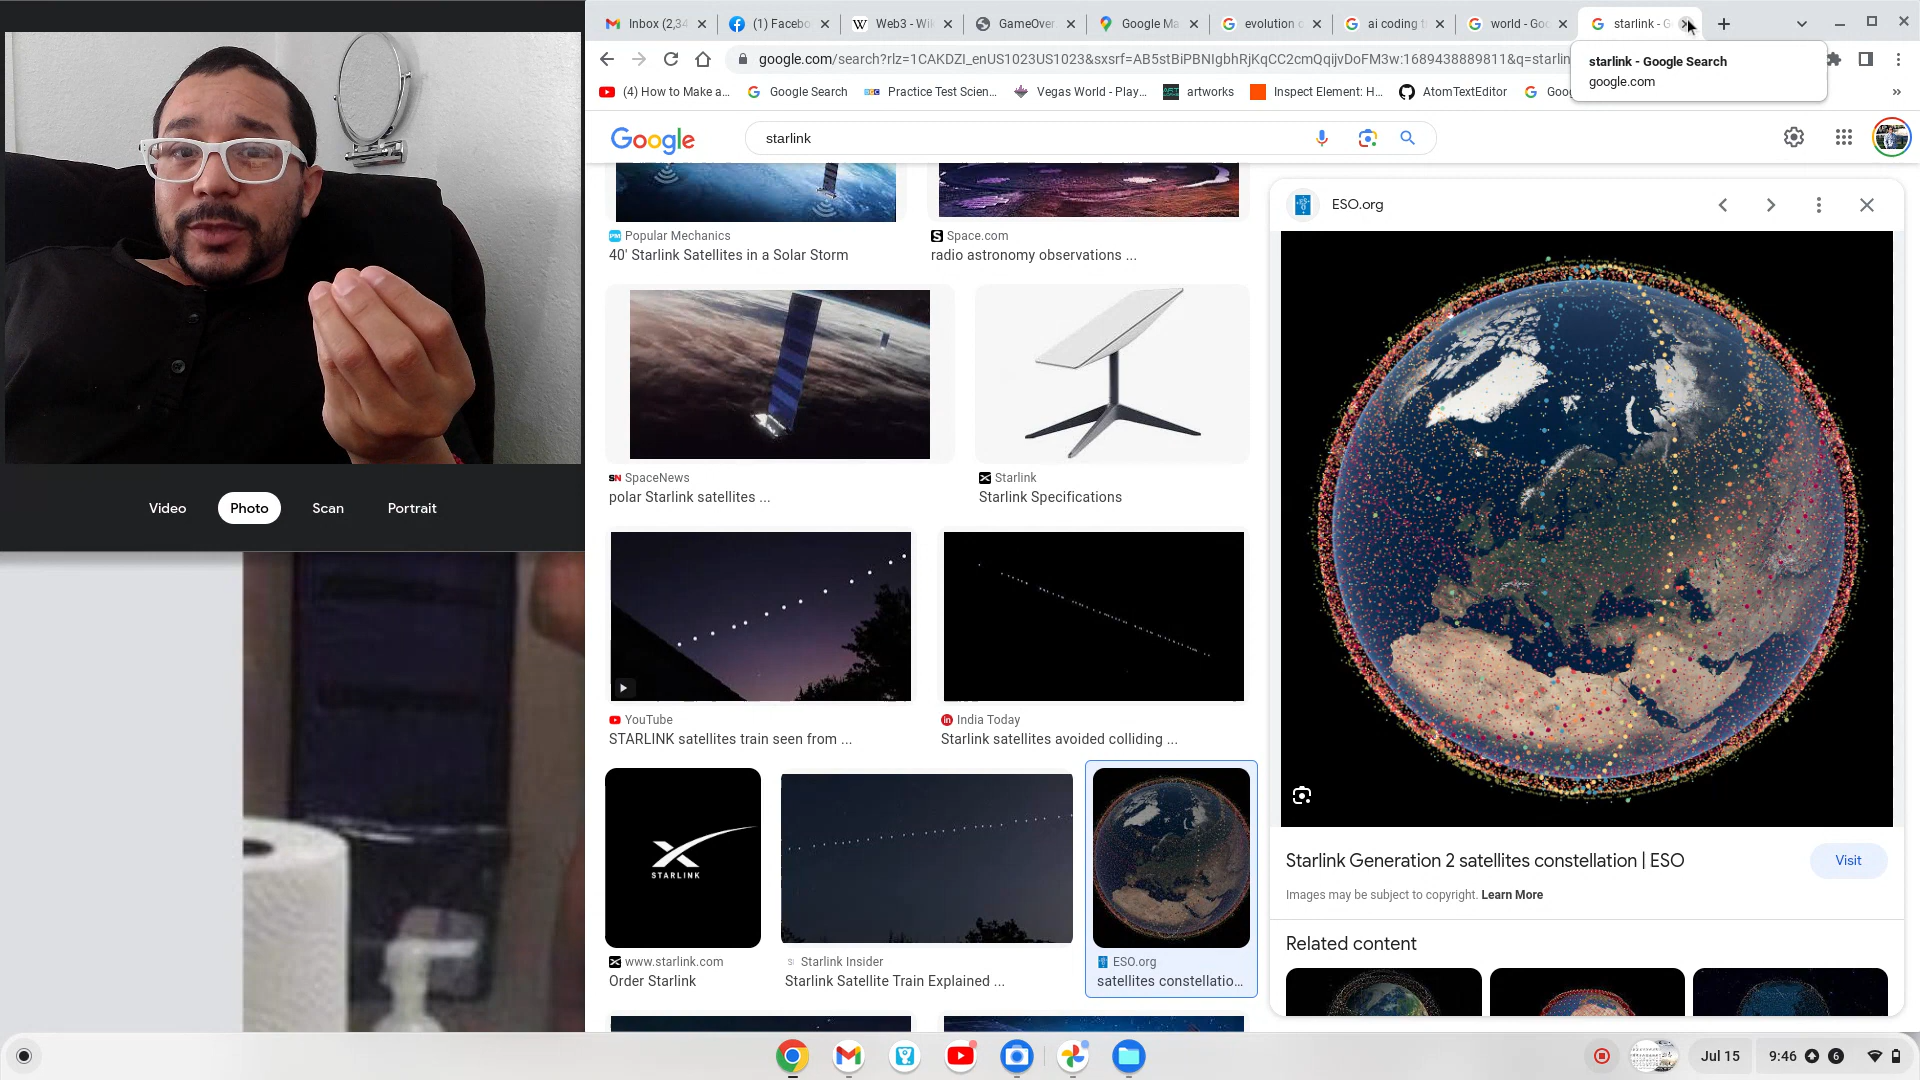 Video
Photo
Scan
Portrait
Inbox (2,34
(1) Facebo
Web3 - Wik
GameOver.
Google Ma
evolution o
ai coding t
world - Goo
starlink - G
google.com/search?rlz=1CAKDZI_enUS1023US1023&sxsrf=AB5stBiPBNIgbhRjKqCC2cmQqijvDoFM3w:1689438889811&q=starlin
starlink - Google Search
google.com
(4) How to Make a...
Google Search
Practice Test Scien...
Vegas World - Play...
artworks
Inspect Element: H...
AtomTextEditor
Goog
Google
starlink
Popular Mechanics
40' Starlink Satellites in a Solar Storm
Space.com
radio astronomy observations ...
SpaceNews
polar Starlink satellites ...
Starlink
Starlink Specifications
YouTube
STARLINK satellites train seen from ...
India Today
Starlink satellites avoided colliding ...
STARLINK
www.starlink.com
Order Starlink
Starlink Insider
Starlink Satellite Train Explained ...
ESO.org
satellites constellatio...
ESO.org
Starlink Generation 2 satellites constellation | ESO
Visit
Images may be subject to copyright. Learn More
Related content
Jul 15
9:46
6